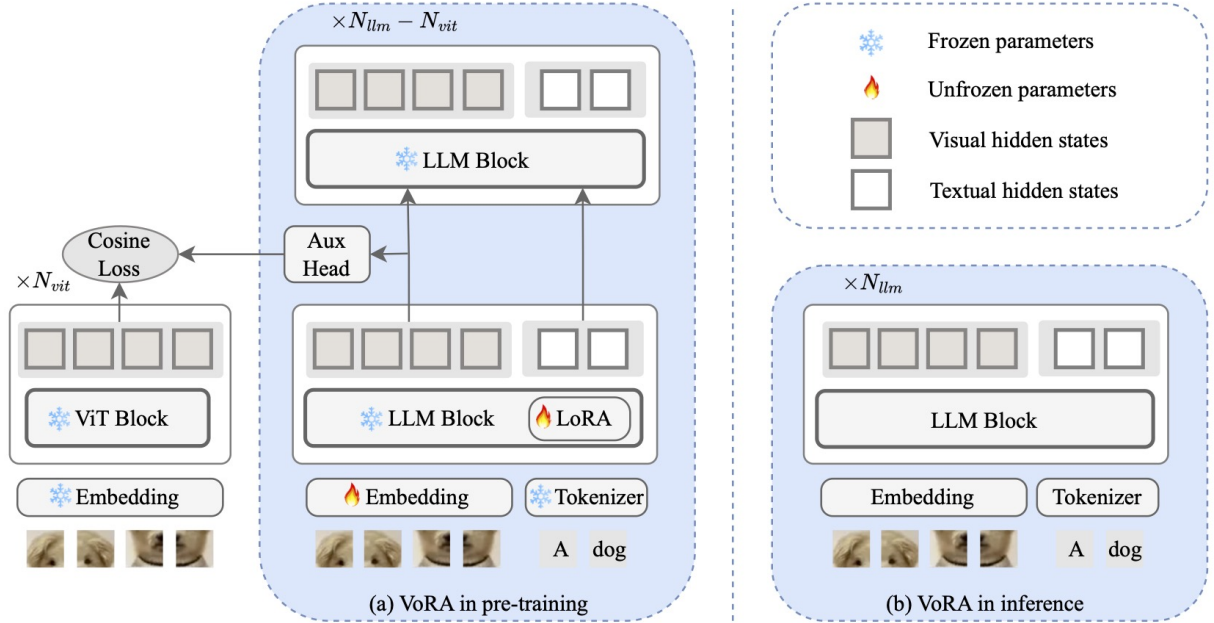 ×N_llm − N_vit
LLM Block
Cosine
Loss
Aux
Head
×N_vit
ViT Block
LLM Block
LoRA
Embedding
Embedding
Tokenizer
A
dog
(a) VoRA in pre-training
Frozen parameters
Unfrozen parameters
Visual hidden states
Textual hidden states
×N_llm
LLM Block
Embedding
Tokenizer
A
dog
(b) VoRA in inference